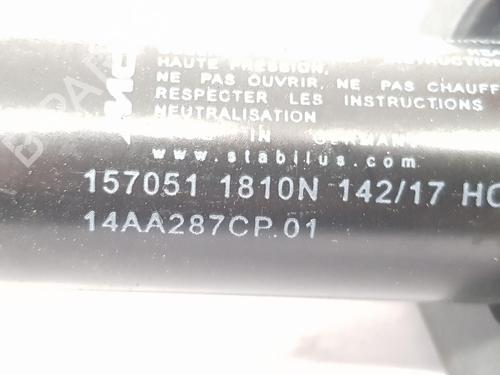 HAUTE PRESSION,
NE PAS OUVRIR, NE PAS CHAUFF
RESPECTER LES INSTRUCTIONS
NEUTRALISATION
IN
www.stabilus.com
157051 1810N 142/17 HC
14AA287CP.01